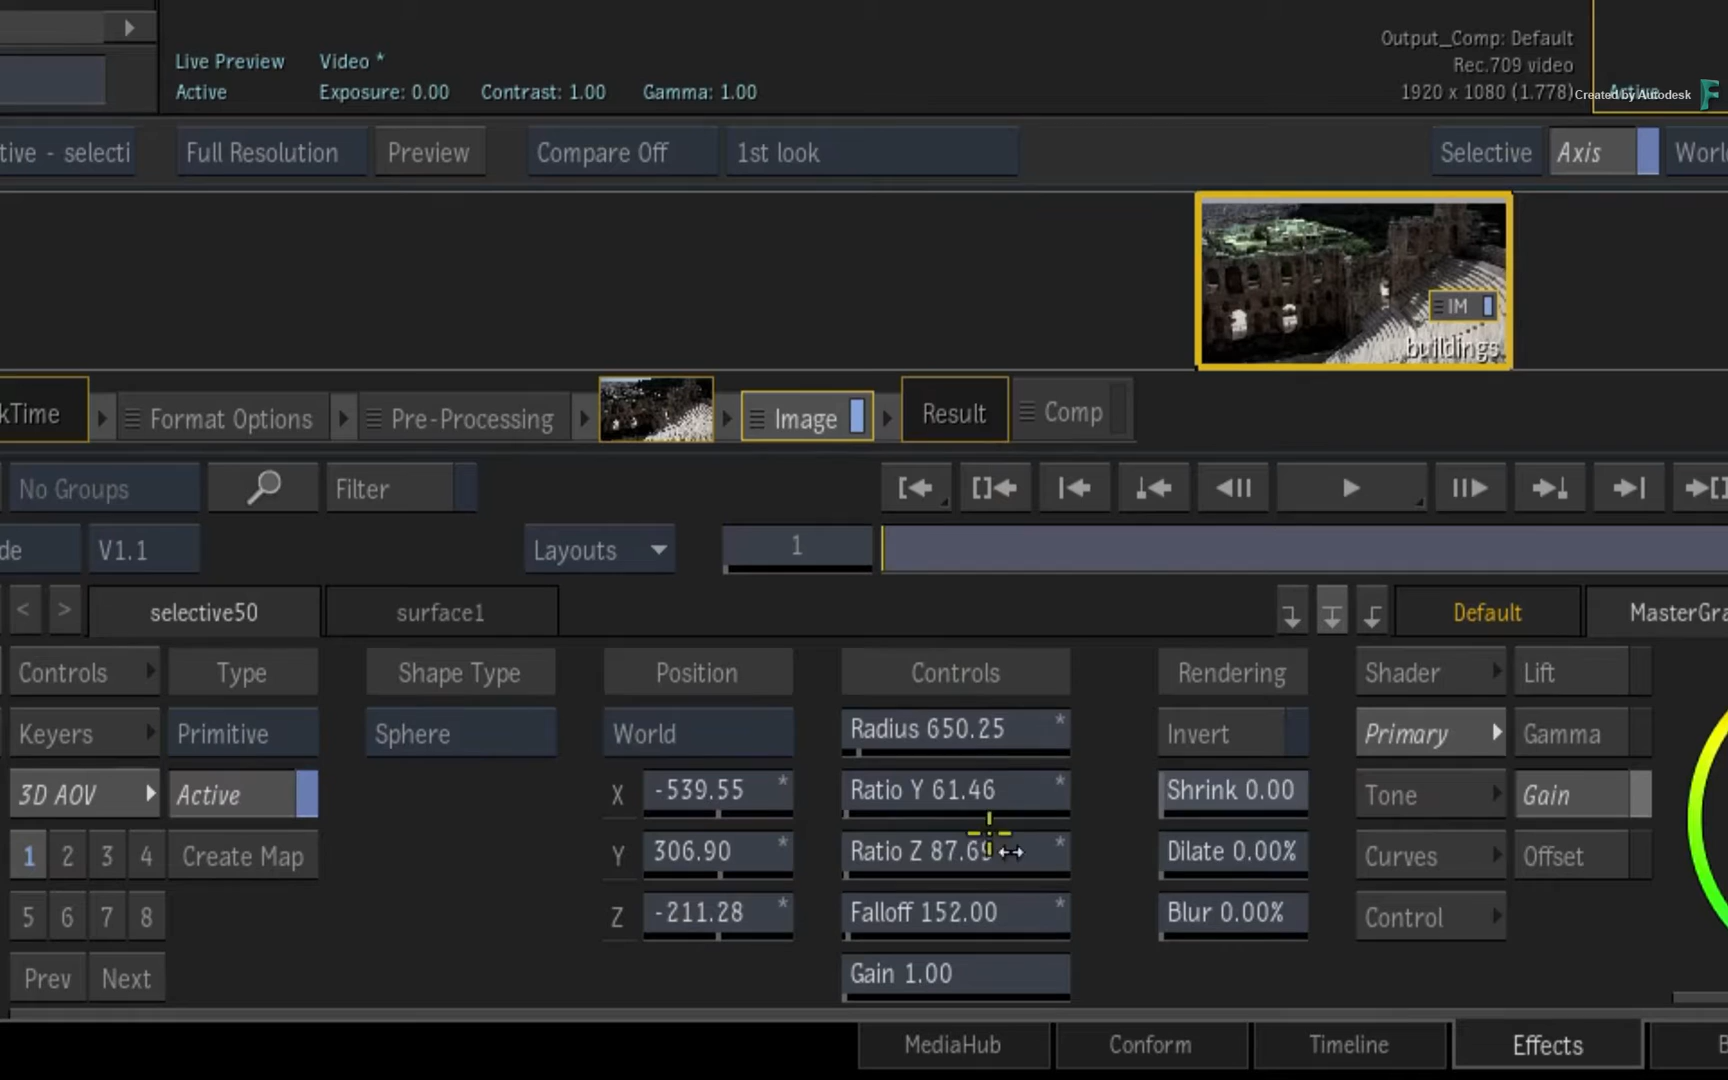 Live Preview Video *
Active Exposure: 0.00 Contrast: 1.00 Gamma: 1.00
Output_Comp: Default
Rec.709 video
1920 x 1080 (1.778)
Created by Autodesk
tive - selecti Full Resolution Preview Compare Off 1st look Selective Axis Worl
IM
buildings
kTime Format Options Pre-Processing Image Result Comp
No Groups Filter
de V1.1 Layouts 1
< > selective50 surface1 Default MasterGra
Controls Type Shape Type Position Controls Rendering Shader Lift
Keyers Primitive Sphere World Radius 650.25 * Invert Primary Gamma
3D AOV Active X -539.55 * Ratio Y 61.46 * Shrink 0.00 Tone Gain
1 2 3 4 Create Map Y 306.90 * Ratio Z 87.69 * Dilate 0.00% Curves Offset
5 6 7 8 Z -211.28 * Falloff 152.00 * Blur 0.00% Control
Prev Next Gain 1.00
MediaHub Conform Timeline Effects